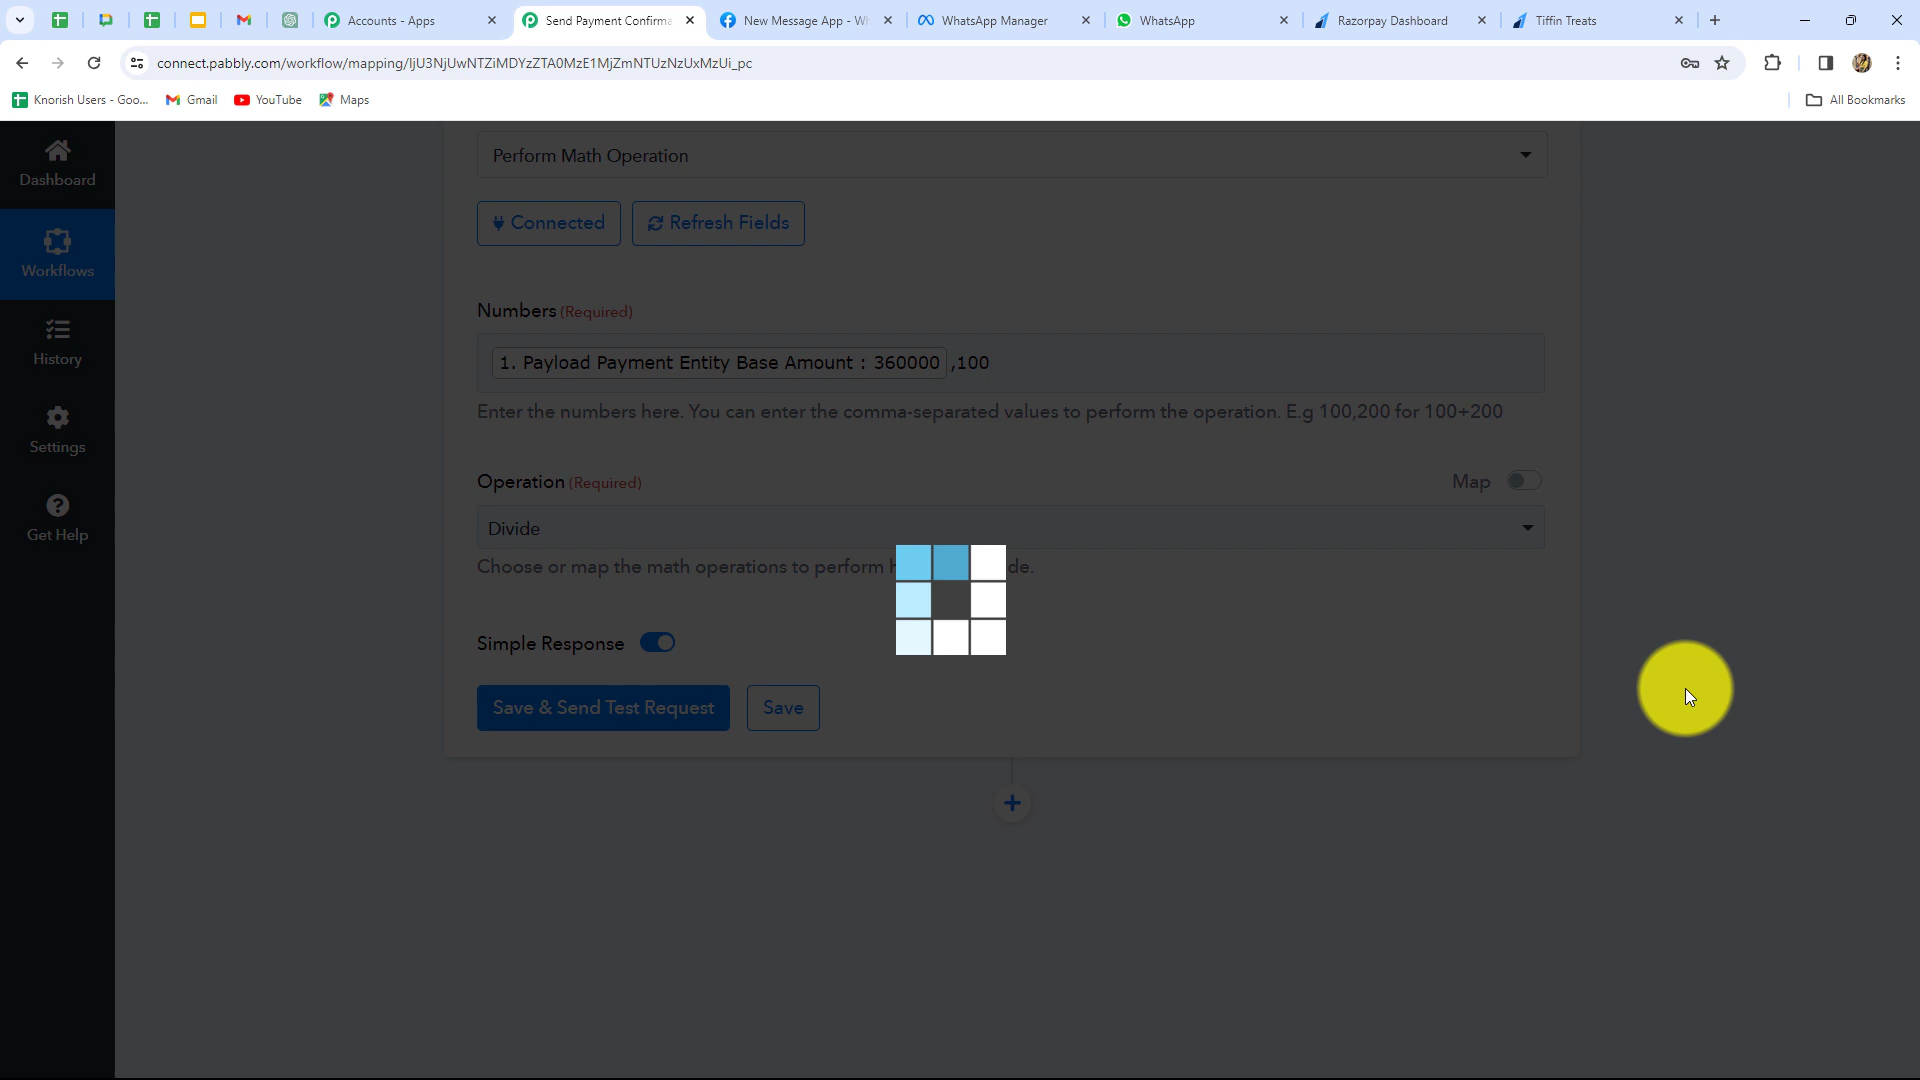 Accounts - Apps
Send Payment Confirma
New Message App - Wh
WhatsApp Manager
WhatsApp
Razorpay Dashboard
Tiffin Treats
connect.pabbly.com/workflow/mapping/IjU3NjUwNTZiMDYzZTA0MzE1MjZmNTUzNzUxMzUi_pc
Knorish Users - Goo...
Gmail
YouTube
Maps
All Bookmarks
Dashboard
Workflows
History
Settings
Get Help
Perform Math Operation
Connected
Refresh Fields
Numbers (Required)
1. Payload Payment Entity Base Amount : 360000 ,100
Enter the numbers here. You can enter the comma-separated values to perform the operation. E.g 100,200 for 100+200
Operation (Required)
Map
Divide
Choose or map the math operations to perform h de.
Simple Response
Save & Send Test Request
Save